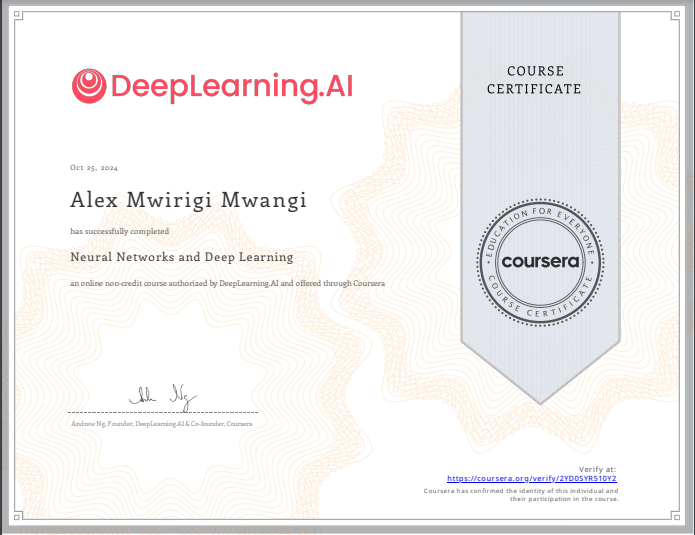 DeepLearning.AI
COURSE
CERTIFICATE
Oct 25, 2024
Alex Mwirigi Mwangi
has successfully completed
Neural Networks and Deep Learning
an online non-credit course authorized by DeepLearning.AI and offered through Coursera
EDUCATION FOR EVERYONE
coursera
COURSE CERTIFICATE
Andrew Ng, Founder, DeepLearning.AI & Co-founder, Coursera
Verify at:
https://coursera.org/verify/2YD0SYRS10Y2
Coursera has confirmed the identity of this individual and
their participation in the course.